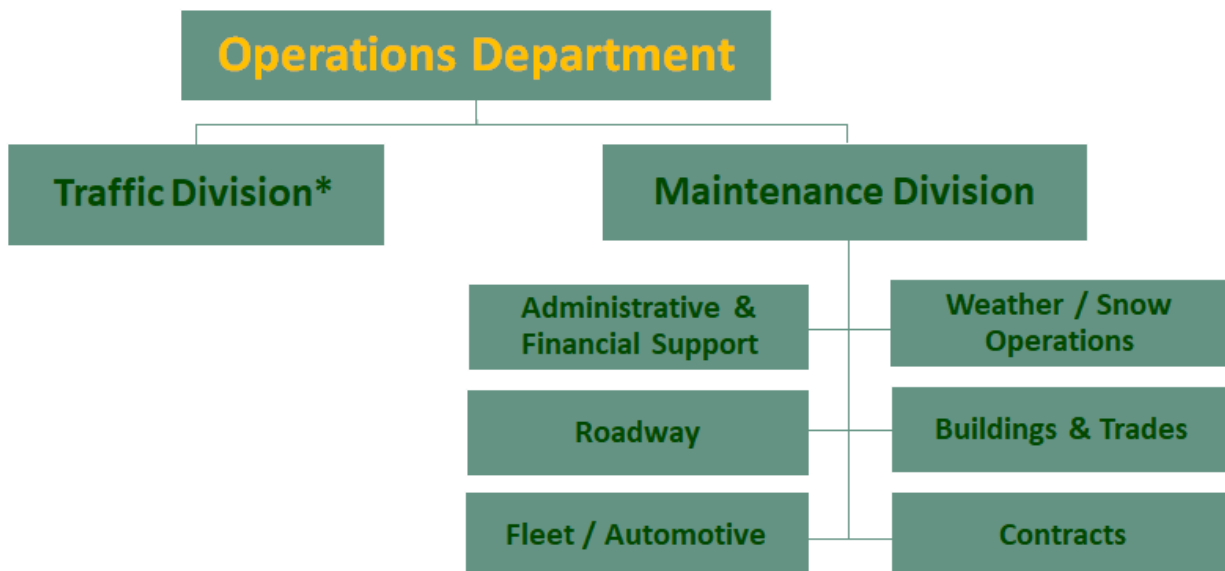 Operations Department
Traffic Division*
Maintenance Division
Administrative &
Financial Support
Weather / Snow
Operations
Roadway
Buildings & Trades
Fleet / Automotive
Contracts